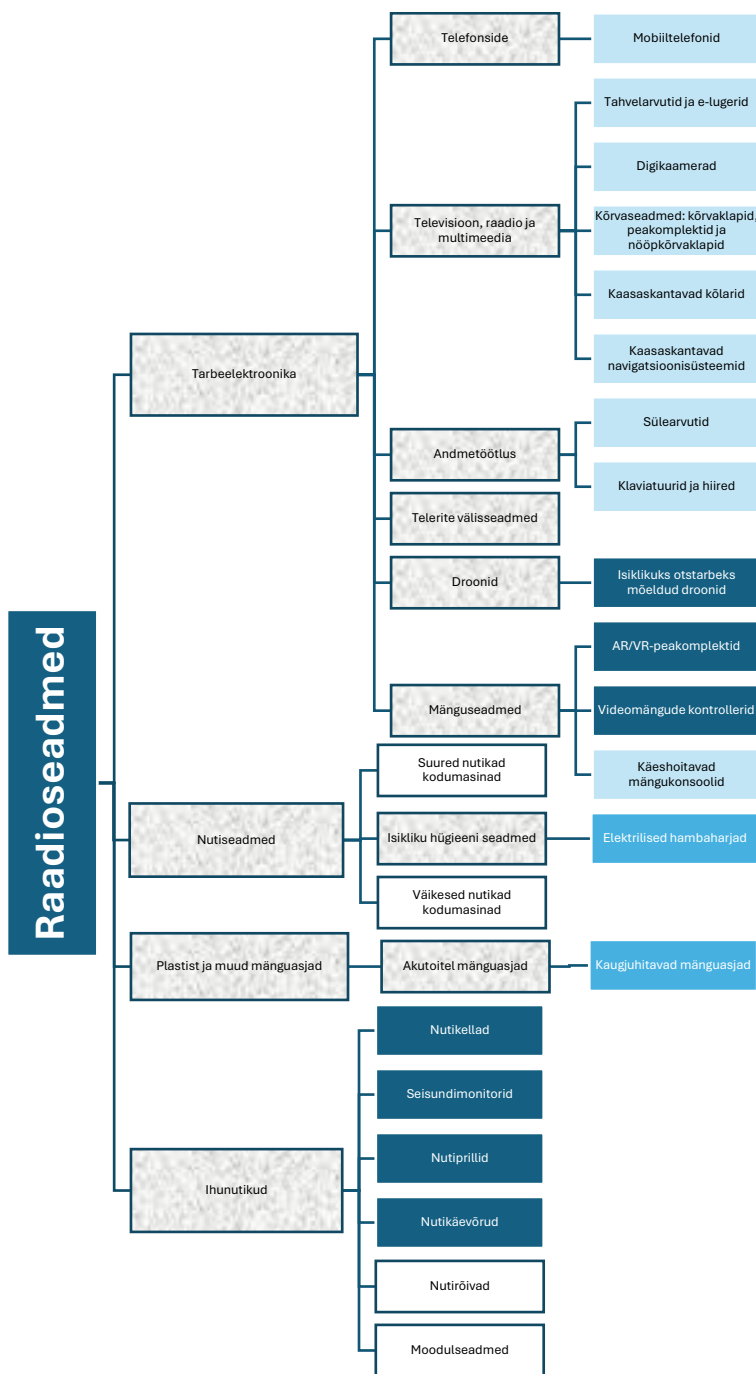 Raadioseadmed
Tarbeelektroonika
Telefonside
Mobiiltelefonid
Televisioon, raadio ja
multimeedia
Tahvelarvutid ja e-lugerid
Digikaamerad
Kõrvaseadmed: kõrvaklapid,
peakomplektid ja
nööpkõrvaklapid
Kaasaskantavad kõlarid
Kaasaskantavad
navigatsioonisüsteemid
Andmetöötlus
Sülearvutid
Klaviatuurid ja hiired
Telerite välisseadmed
Droonid
Isiklikuks otstarbeks
mõeldud droonid
Mänguseadmed
AR/VR-peakomplektid
Videomängude kontrollerid
Käeshoitavad
mängukonsoolid
Nutiseadmed
Suured nutikad
kodumasinad
Isikliku hügieeni seadmed
Elektrilised hambaharjad
Väikesed nutikad
kodumasinad
Plastist ja muud mänguasjad
Akutoitel mänguasjad
Kaugjuhitavad mänguasjad
Ihunutikud
Nutikellad
Seisundimonitorid
Nutiprillid
Nutikäevõrud
Nutirõivad
Moodulseadmed